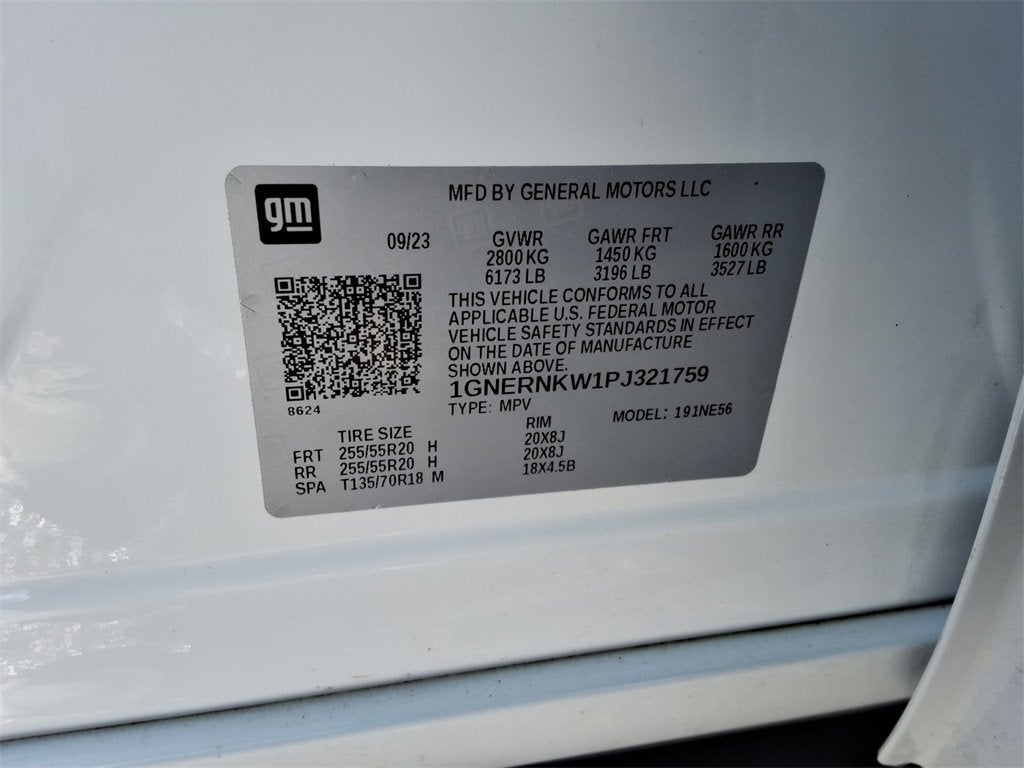 gm
MFD BY GENERAL MOTORS LLC
09/23
GVWR GAWR FRT GAWR RR
2800 KG 1450 KG 1600 KG
6173 LB 3196 LB 3527 LB
THIS VEHICLE CONFORMS TO ALL
APPLICABLE U.S. FEDERAL MOTOR
VEHICLE SAFETY STANDARDS IN EFFECT
ON THE DATE OF MANUFACTURE
SHOWN ABOVE.
1GNERNKW1PJ321759
8624
TYPE: MPV MODEL: 191NE56
TIRE SIZE RIM
FRT 255/55R20 H 20X8J
RR 255/55R20 H 20X8J
SPA T135/70R18 M 18X4.5B